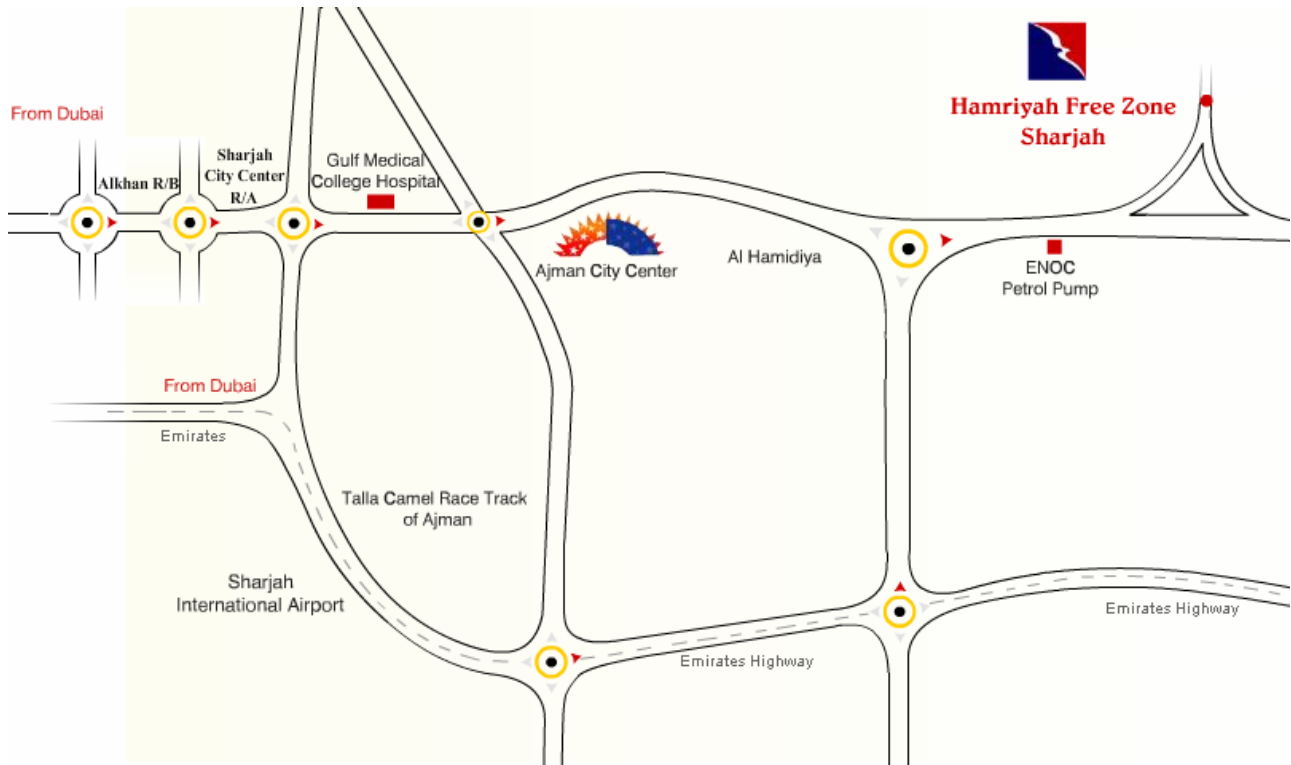 Hamriyah Free Zone
Sharjah
From Dubai
Alkhan R/B
Sharjah
City Center
R/A
Gulf Medical
College Hospital
Ajman City Center
Al Hamidiya
ENOC
Petrol Pump
From Dubai
Emirates
Talla Camel Race Track
of Ajman
Sharjah
International Airport
Emirates Highway
Emirates Highway